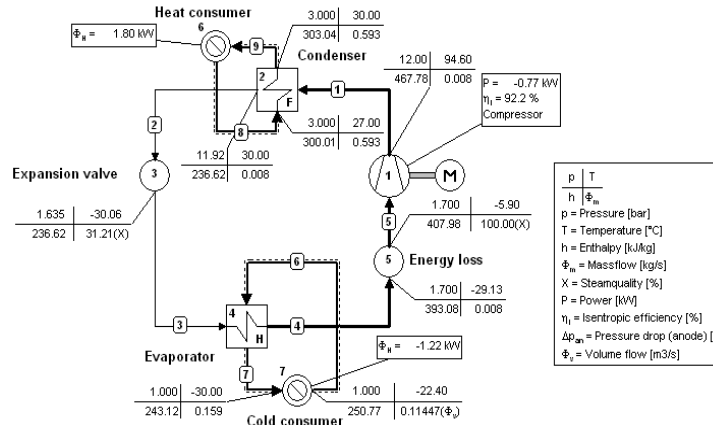 Heat consumer
ΦH = 1.80 kW
6
9
3.000 30.00
303.04 0.593
Condenser
2
F
1
12.00 94.60
467.78 0.008
P = -0.77 kW
ηi = 92.2 %
Compressor
8
3.000 27.00
300.01 0.593
2
11.92 30.00
236.62 0.008
Expansion valve
3
1
M
1.635 -30.06
236.62 31.21(X)
5
1.700 -5.90
407.98 100.00(X)
p T
h Φm
p = Pressure [bar]
T = Temperature [°C]
h = Enthalpy [kJ/kg]
Φm = Massflow [kg/s]
X = Steamquality [%]
P = Power [kW]
ηi = Isentropic efficiency [%]
Δpan = Pressure drop (anode) [
Φv = Volume flow [m3/s]
6
5
Energy loss
1.700 -29.13
393.08 0.008
3
4
H
4
Evaporator
7
7
ΦH = -1.22 kW
1.000 -30.00
243.12 0.159
1.000 -22.40
250.77 0.11447(Φv)
Cold consumer